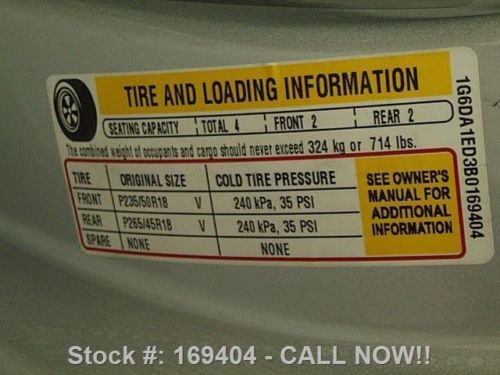 TIRE AND LOADING INFORMATION
SEATING CAPACITY TOTAL 4 FRONT 2 REAR 2
The combined weight of occupants and cargo should never exceed 324 kg or 714 lbs.
TIRE ORIGINAL SIZE COLD TIRE PRESSURE
FRONT P235/50R18 V 240 kPa, 35 PSI
REAR P265/45R18 V 240 kPa, 35 PSI
SPARE NONE NONE
SEE OWNER'S
MANUAL FOR
ADDITIONAL
INFORMATION
1G6DA1ED3B0169404
Stock #: 169404 - CALL NOW!!